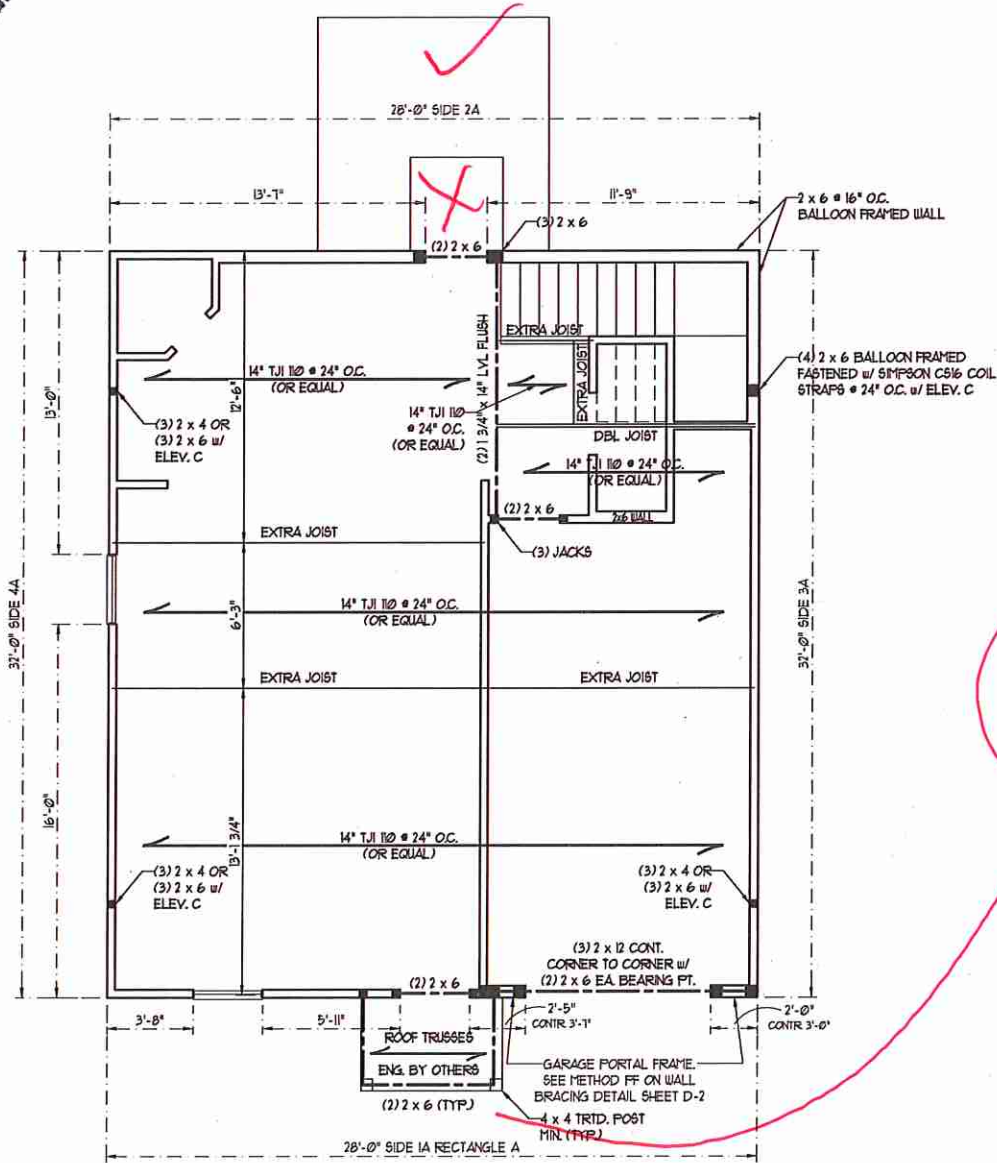 28'-0" SIDE 2A
13'-7"
11'-9"
2 x 6 @ 16" O.C.
BALLOON FRAMED WALL
(3) 2 x 6
(2) 2 x 6
EXTRA JOIST
EXTRA JOIST
(2) 1 3/4" x 14" LVL FLUSH
14" TJI 110 @ 24" O.C.
(OR EQUAL)
12'-6"
13'-0"
14" TJI 110
@ 24" O.C.
(OR EQUAL)
(4) 2 x 6 BALLOON FRAMED
FASTENED w/ SIMPSON CS16 COIL
STRAPS @ 24" O.C. w/ ELEV. C
(3) 2 x 4 OR
(3) 2 x 6 w/
ELEV. C
DBL JOIST
14" TJI 110 @ 24" O.C.
(OR EQUAL)
(2) 2 x 6
2x6 WALL
(3) JACKS
EXTRA JOIST
32'-0" SIDE 4A
32'-0" SIDE 3A
14" TJI 110 @ 24" O.C.
(OR EQUAL)
6'-3"
EXTRA JOIST
EXTRA JOIST
16'-0"
14" TJI 110 @ 24" O.C.
(OR EQUAL)
13'-1 3/4"
(3) 2 x 4 OR
(3) 2 x 6 w/
ELEV. C
(3) 2 x 4 OR
(3) 2 x 6 w/
ELEV. C
(3) 2 x 12 CONT.
CORNER TO CORNER w/
(2) 2 x 6 EA. BEARING PT.
(2) 2 x 6
3'-8"
5'-11"
2'-5"
CONTR 3'-7"
2'-0"
CONTR 3'-0"
ROOF TRUSSES
ENG. BY OTHERS
GARAGE PORTAL FRAME.
SEE METHOD PF ON WALL
BRACING DETAIL SHEET D-2
(2) 2 x 6 (TYP.)
4 x 4 TRTD. POST
MIN. (TYP.)
28'-0" SIDE 1A RECTANGLE A